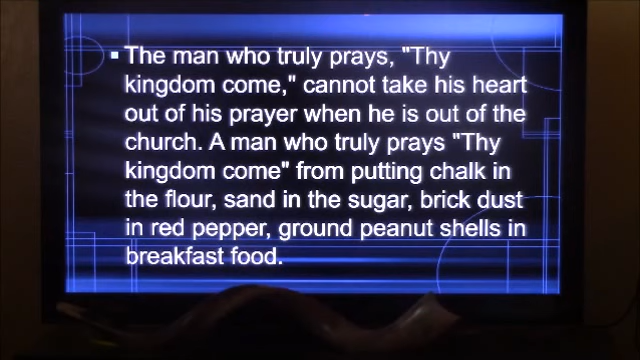 The man who truly prays, "Thy
kingdom come," cannot take his heart
out of his prayer when he is out of the
church. A man who truly prays "Thy
kingdom come" from putting chalk in
the flour, sand in the sugar, brick dust
in red pepper, ground peanut shells in
breakfast food.